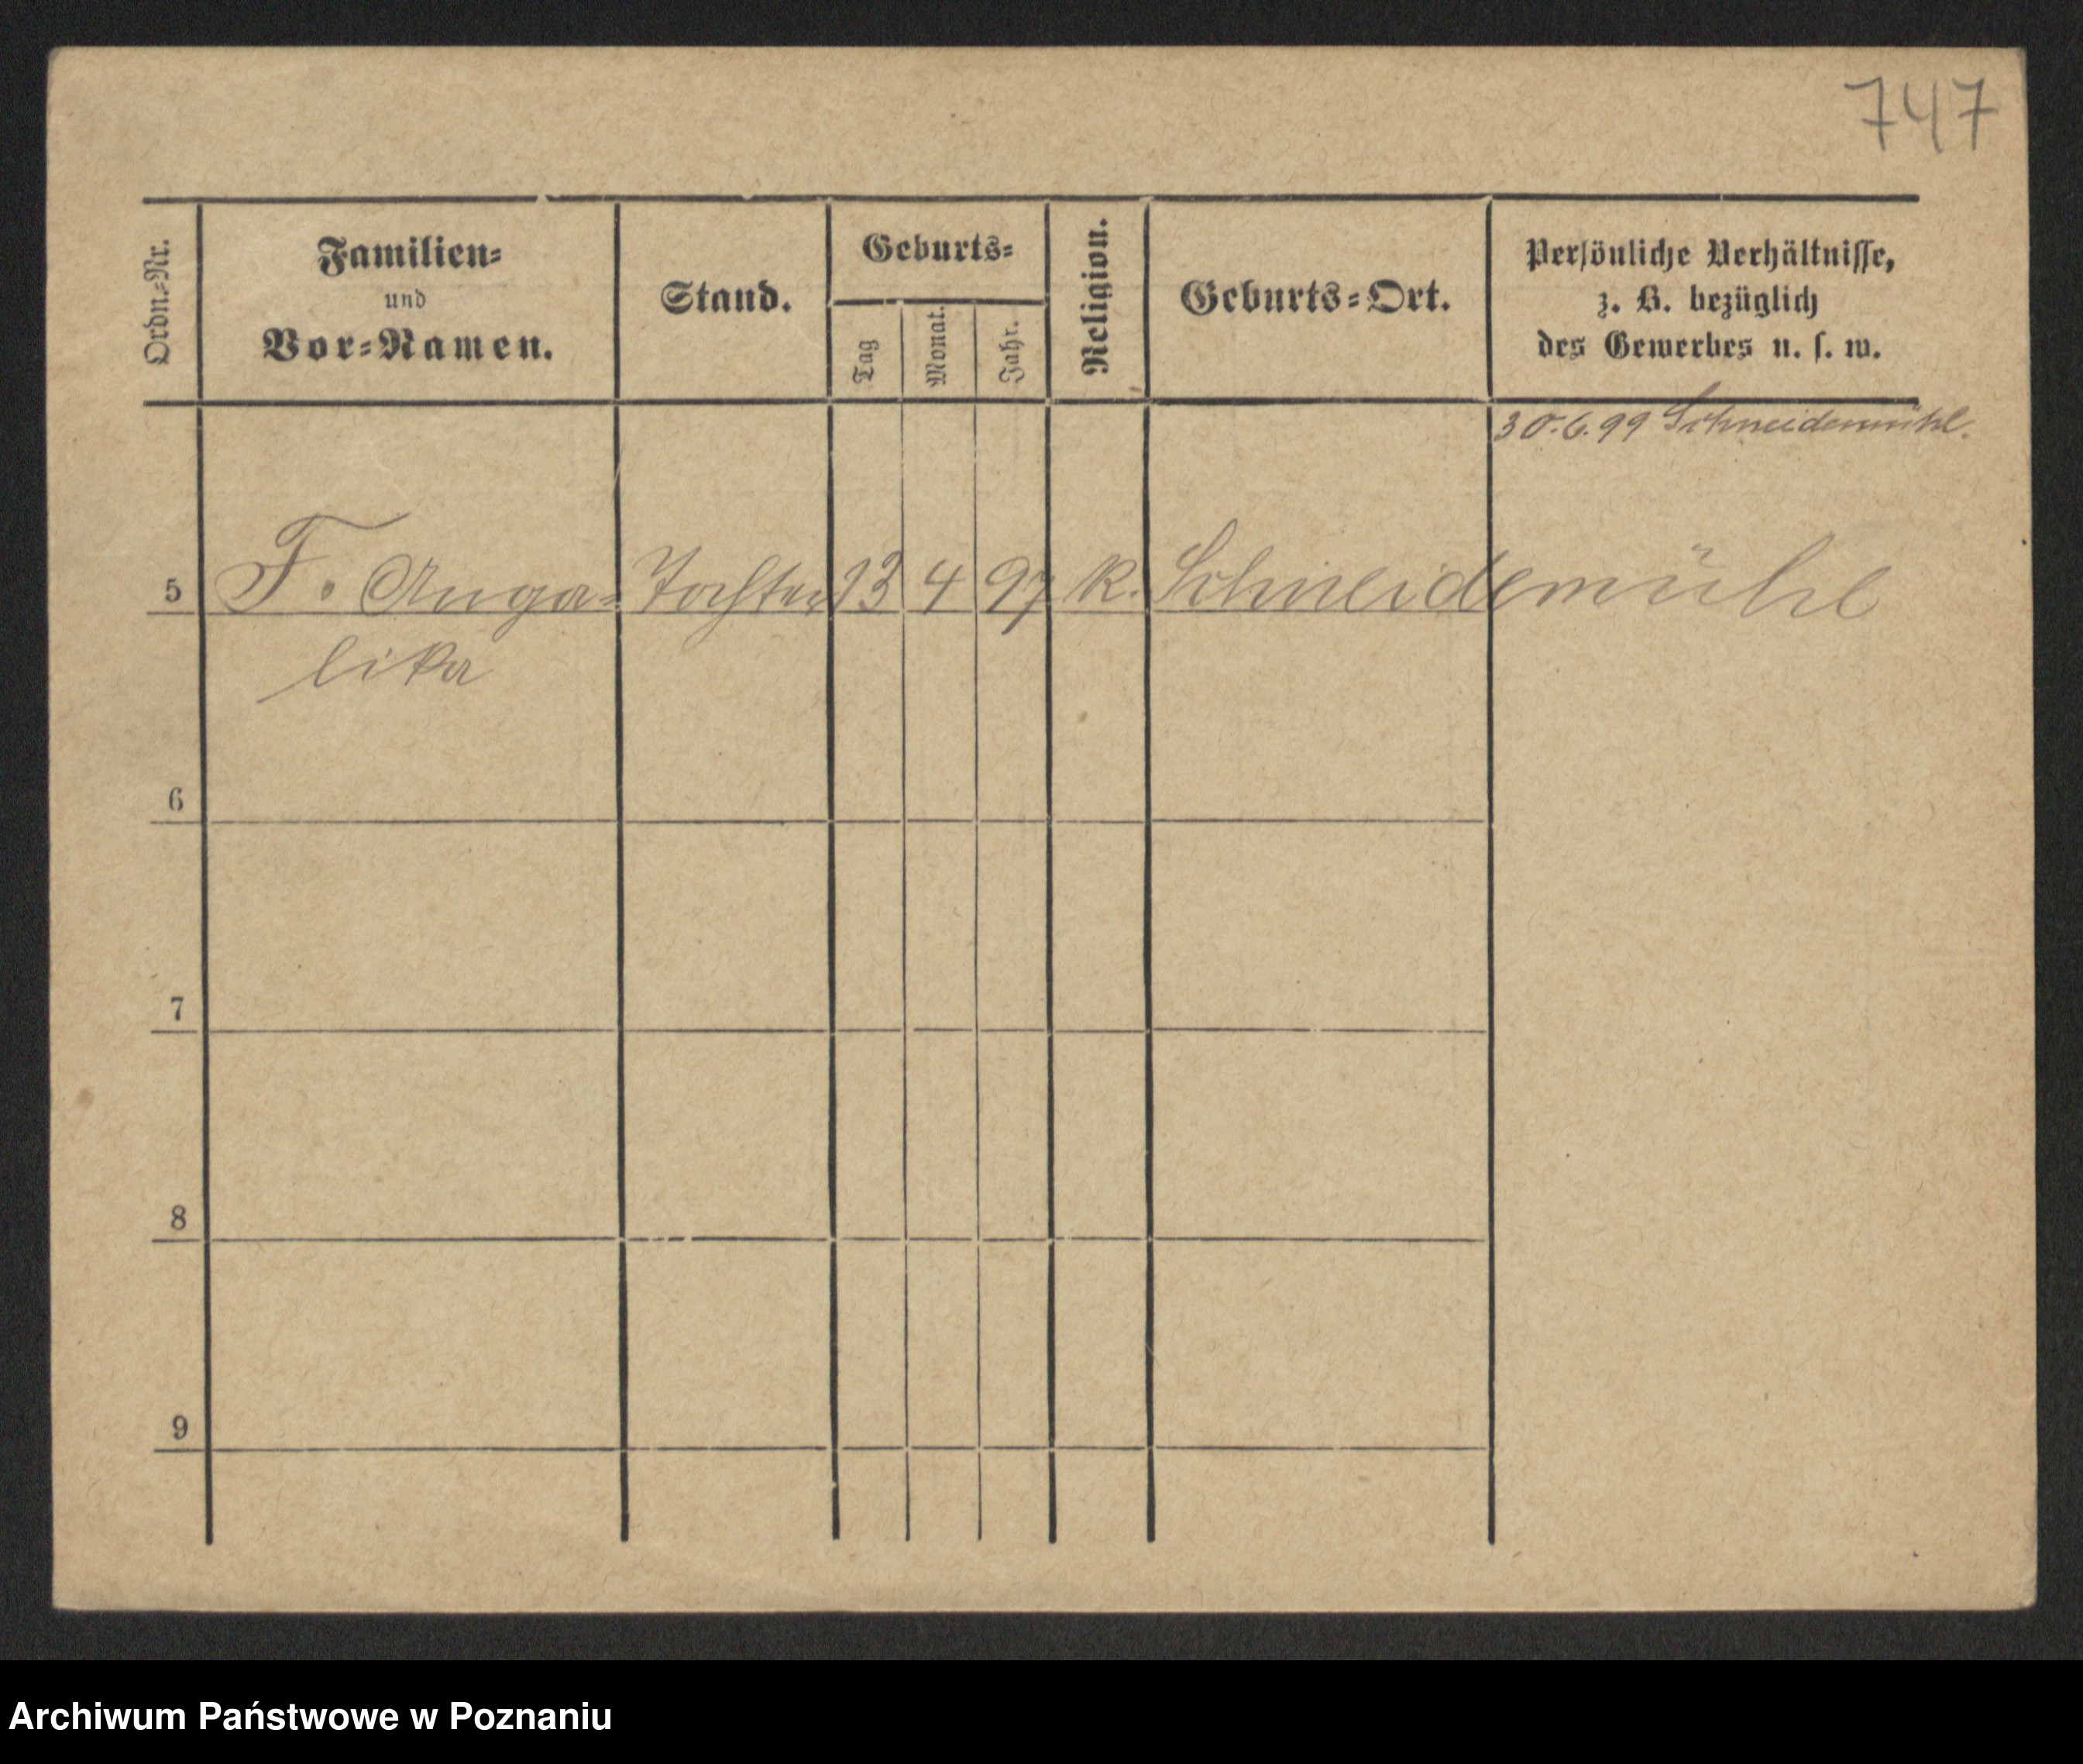 747
Ordn.-Nr.
Familien-
und
Vor-Namen.
Stand.
Geburts-
Tag
Monat.
Jahr.
Religion.
Geburts-Ort.
Persönliche Verhältnisse,
z. B. bezüglich
des Gewerbes u. s. w.
30.6.99 Schneidemühl.
5 F. Anga- Tochter 13 4 97 K. Schneidemühl
lika
6
7
8
9
Archiwum Państwowe w Poznaniu